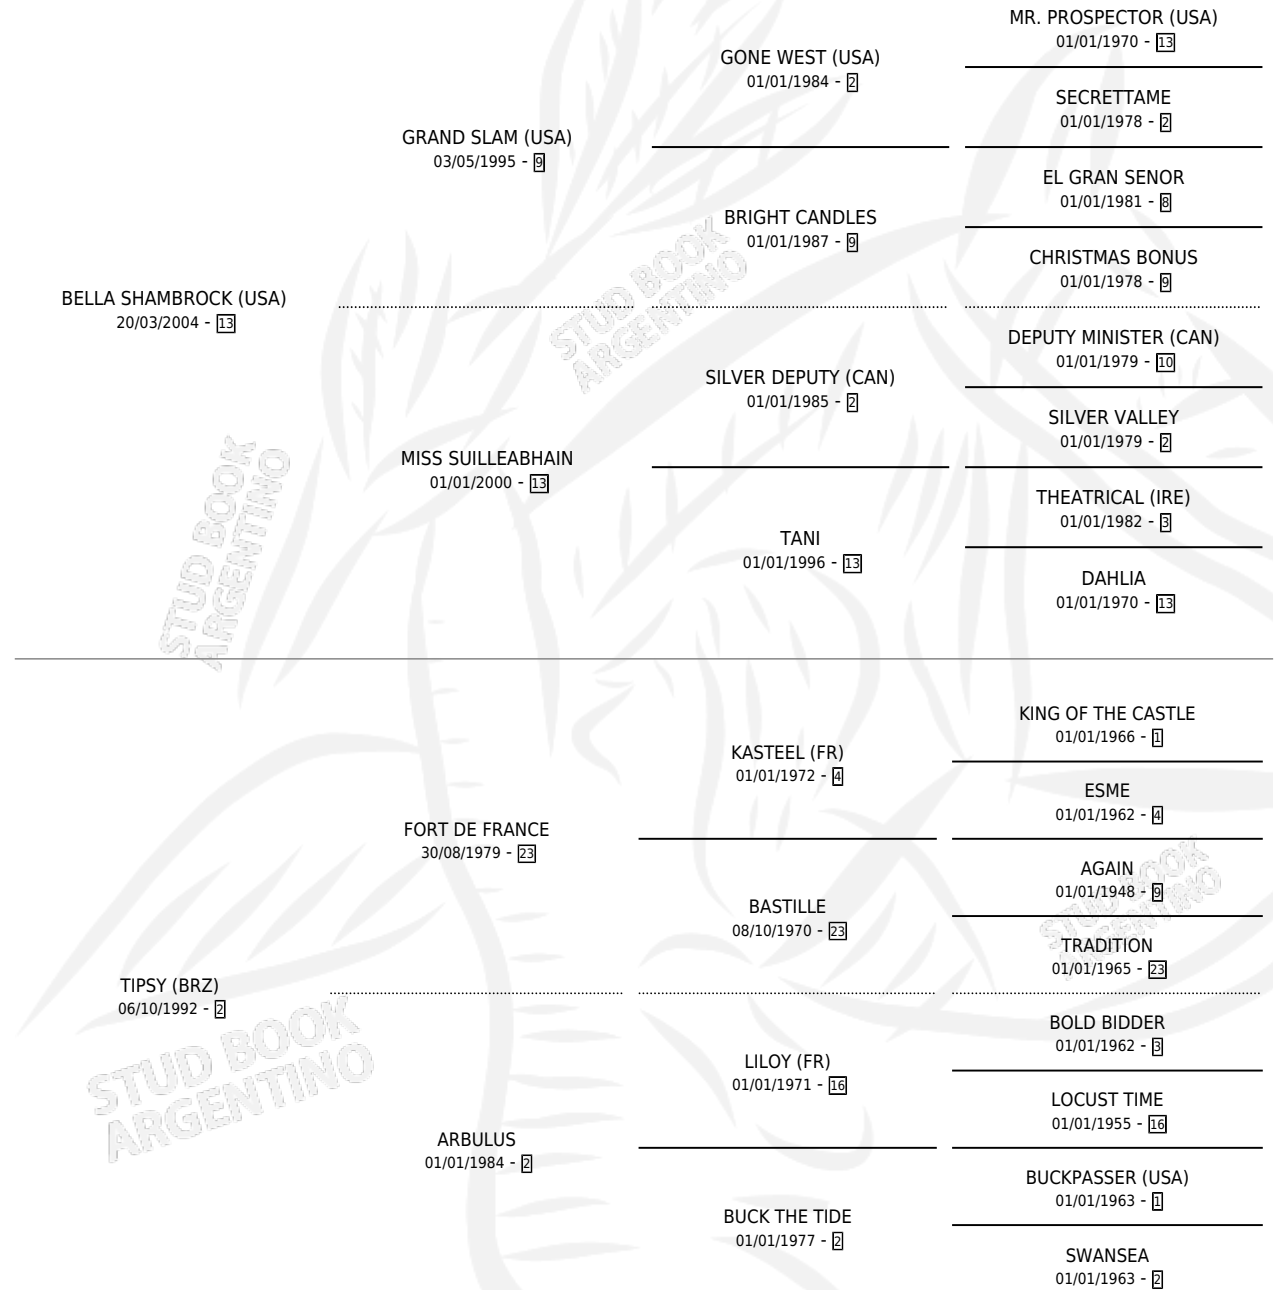 MR. PROSPECTOR (USA)
01/01/1970 - 13
GONE WEST (USA)
01/01/1984 - 2
SECRETTAME
01/01/1978 - 2
GRAND SLAM (USA)
03/05/1995 - 9
EL GRAN SENOR
01/01/1981 - 8
BRIGHT CANDLES
01/01/1987 - 9
CHRISTMAS BONUS
01/01/1978 - 9
BELLA SHAMBROCK (USA)
20/03/2004 - 13
STUD BOOK
ARGENTINO
DEPUTY MINISTER (CAN)
01/01/1979 - 10
SILVER DEPUTY (CAN)
01/01/1985 - 2
SILVER VALLEY
01/01/1979 - 2
MISS SUILLEABHAIN
01/01/2000 - 13
THEATRICAL (IRE)
01/01/1982 - 3
TANI
01/01/1996 - 13
DAHLIA
01/01/1970 - 13
STUD BOOK
ARGENTINO
KING OF THE CASTLE
01/01/1966 - 1
KASTEEL (FR)
01/01/1972 - 4
ESME
01/01/1962 - 4
FORT DE FRANCE
30/08/1979 - 23
AGAIN
01/01/1948 - 9
BASTILLE
08/10/1970 - 23
TRADITION
01/01/1965 - 23
STUD BOOK
ARGENTINO
TIPSY (BRZ)
06/10/1992 - 2
BOLD BIDDER
01/01/1962 - 3
LILOY (FR)
01/01/1971 - 16
LOCUST TIME
01/01/1955 - 16
STUD BOOK
ARGENTINO
ARBULUS
01/01/1984 - 2
BUCKPASSER (USA)
01/01/1963 - 1
BUCK THE TIDE
01/01/1977 - 2
SWANSEA
01/01/1963 - 2